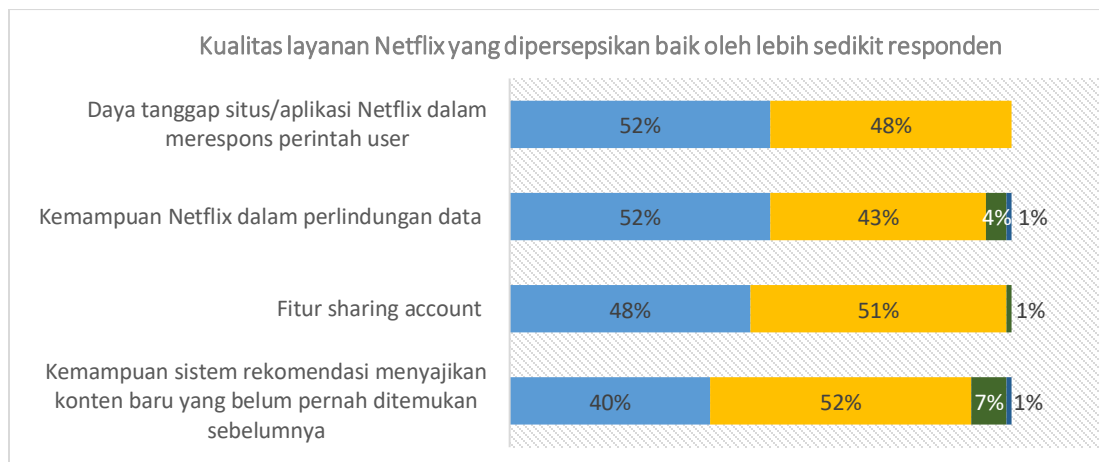 Kualitas layanan Netflix yang dipersepsikan baik oleh lebih sedikit responden
Daya tanggap situs/aplikasi Netflix dalam
merespons perintah user
52% 48%
Kemampuan Netflix dalam perlindungan data
52% 43% 4% 1%
Fitur sharing account
48% 51% 1%
Kemampuan sistem rekomendasi menyajikan
konten baru yang belum pernah ditemukan
sebelumnya
40% 52% 7% 1%